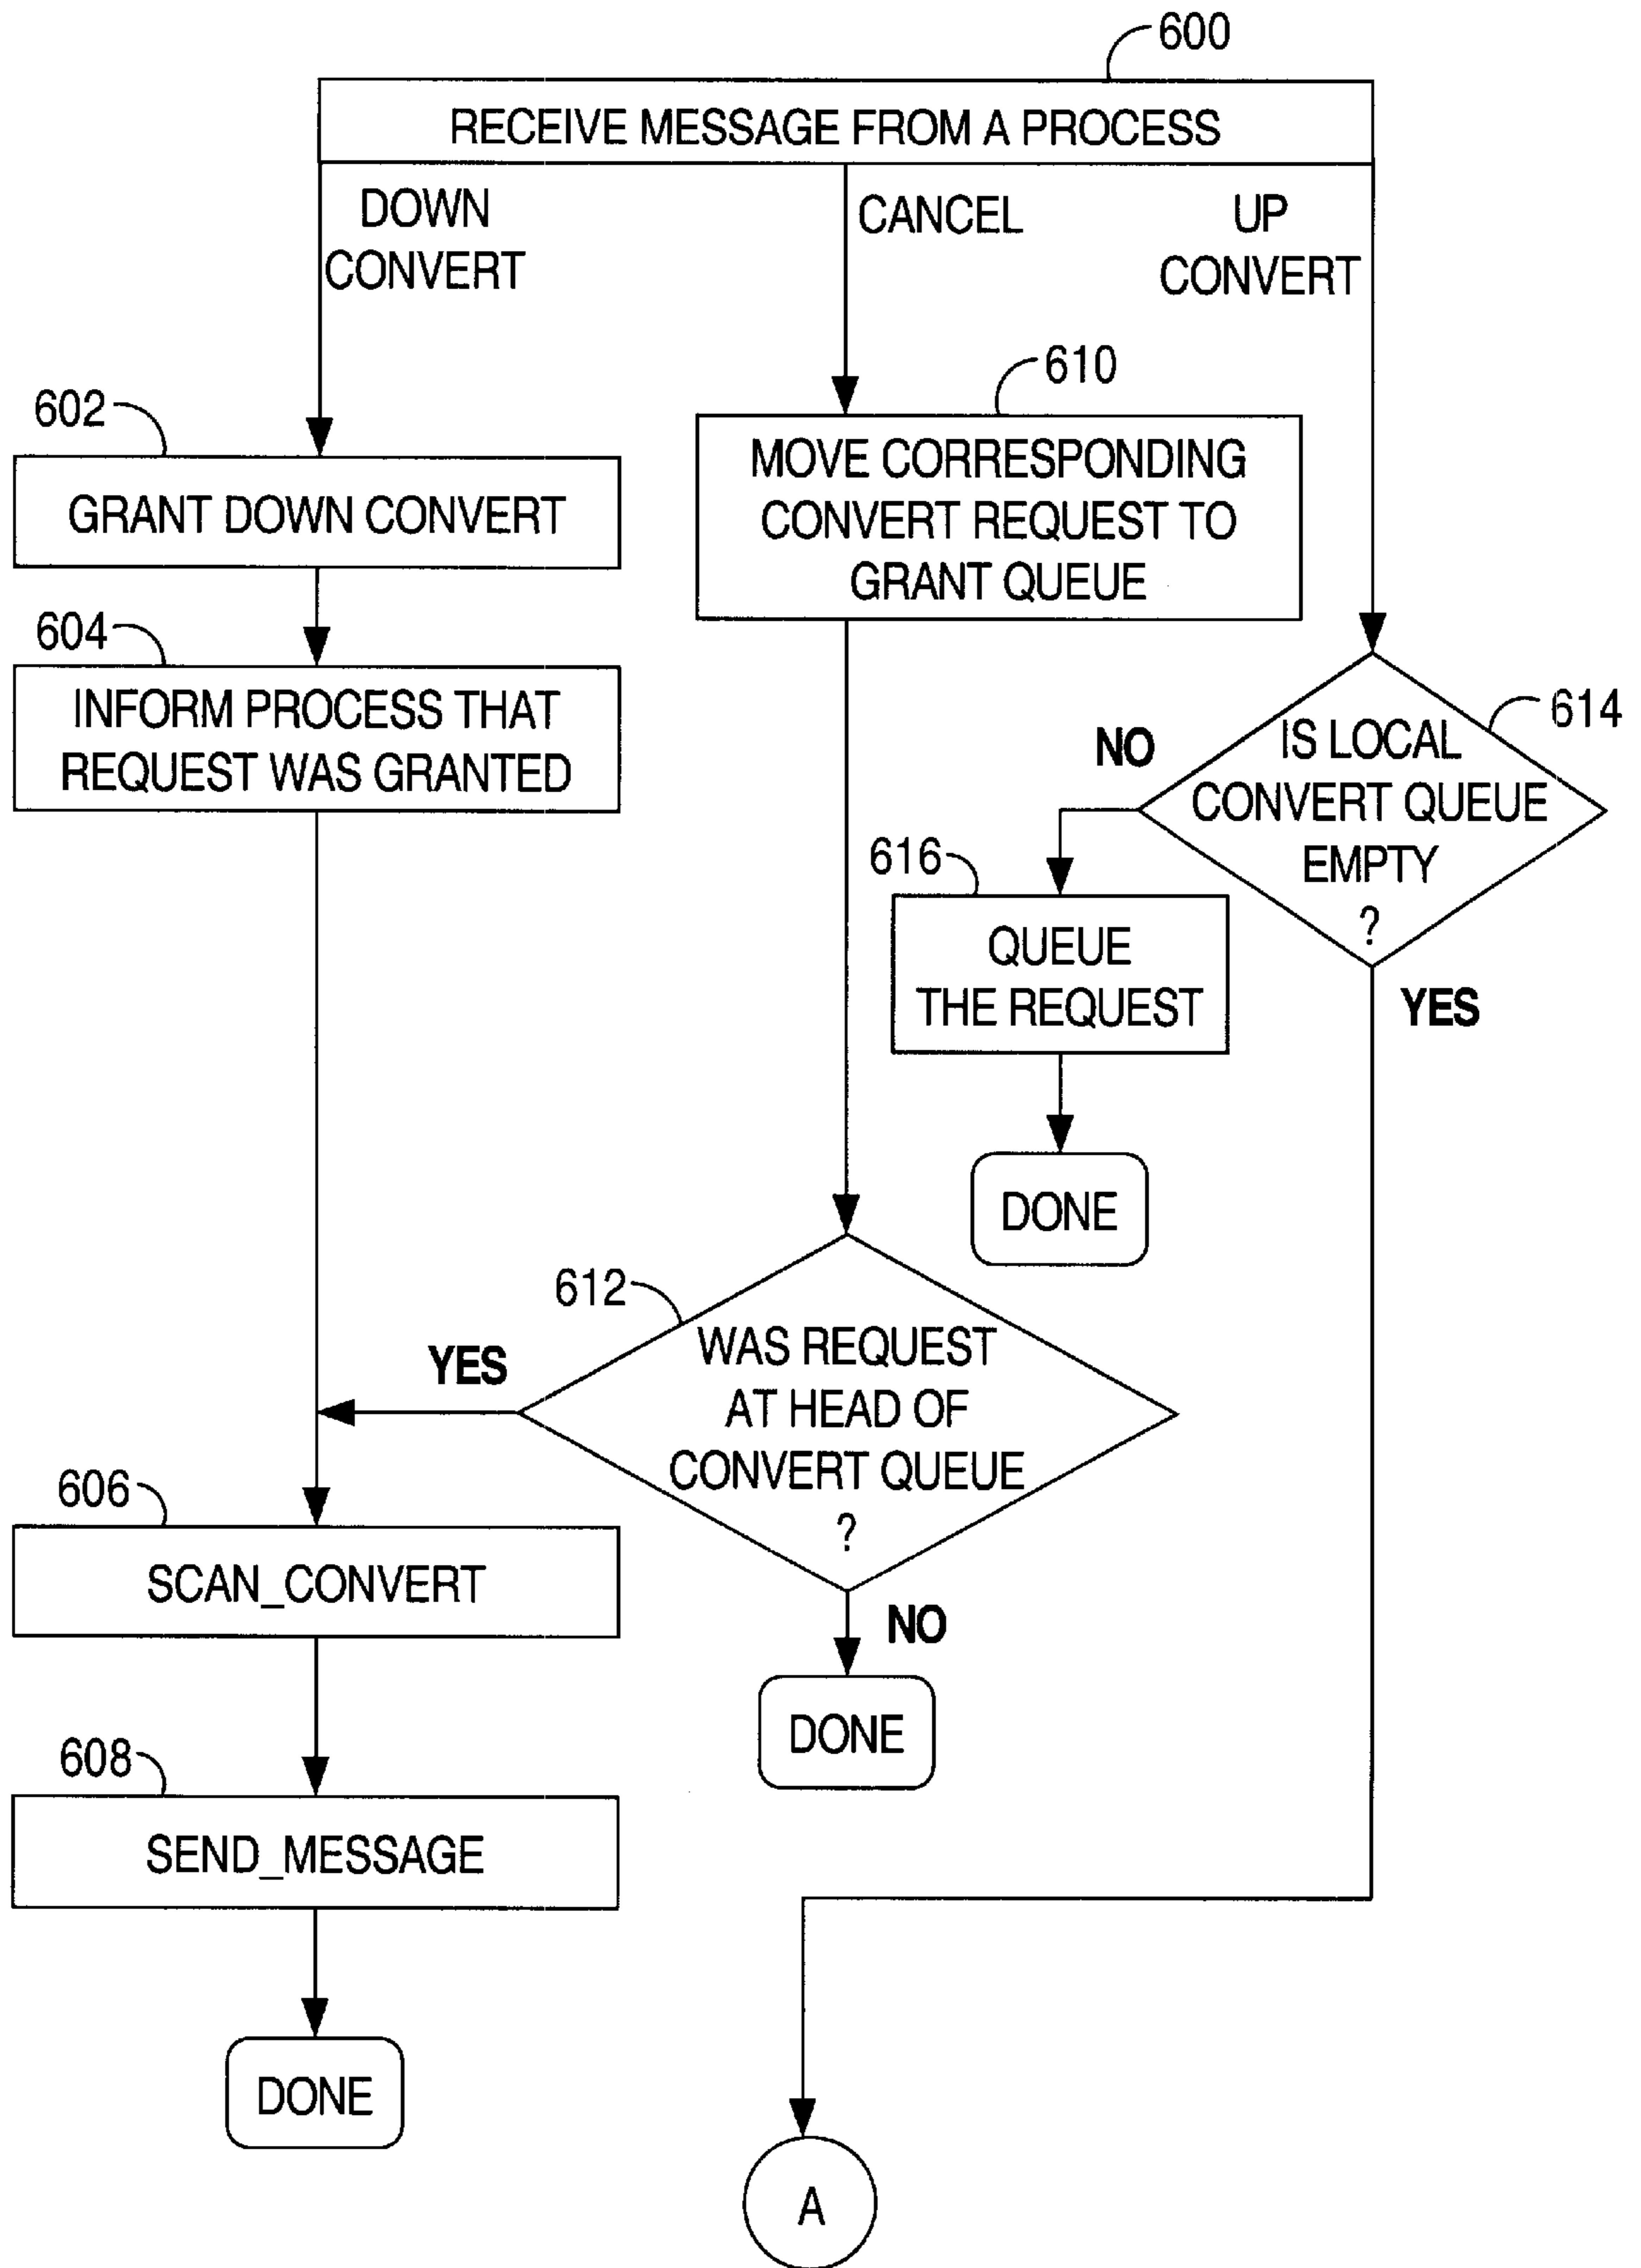 600
RECEIVE MESSAGE FROM A PROCESS
DOWN
CONVERT
CANCEL
UP
CONVERT
602
GRANT DOWN CONVERT
604
INFORM PROCESS THAT
REQUEST WAS GRANTED
610
MOVE CORRESPONDING
CONVERT REQUEST TO
GRANT QUEUE
614
IS LOCAL
CONVERT QUEUE
EMPTY
?
NO
YES
616
QUEUE
THE REQUEST
DONE
612
WAS REQUEST
AT HEAD OF
CONVERT QUEUE
?
YES
NO
DONE
606
SCAN_CONVERT
608
SEND_MESSAGE
DONE
A